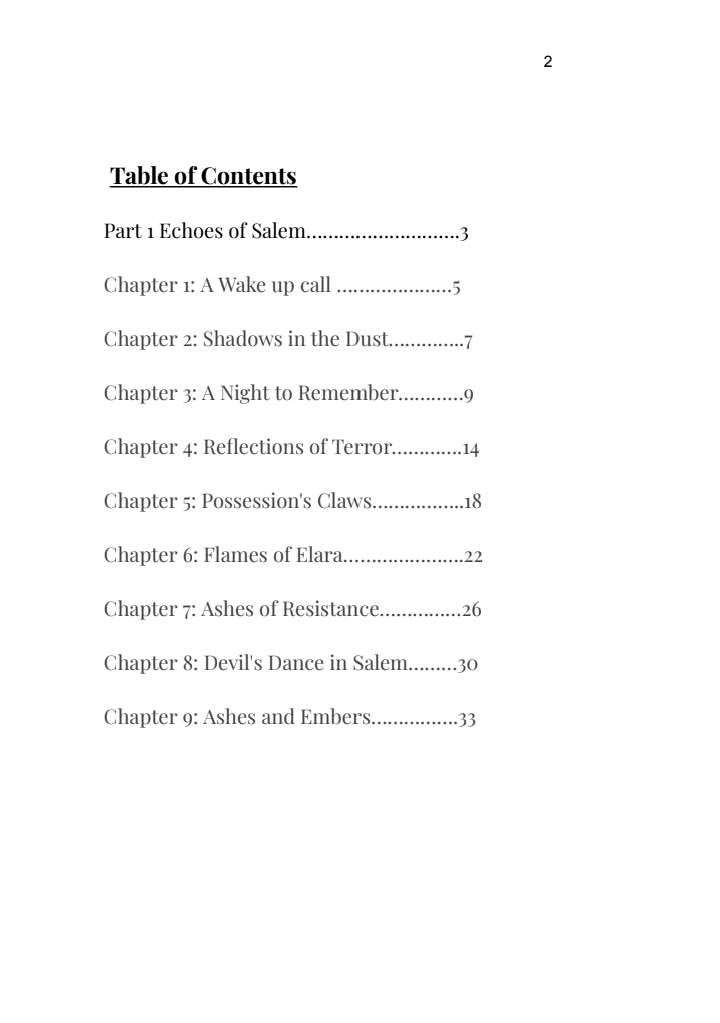 2
Table of Contents
Part 1 Echoes of Salem………………………..3
Chapter 1: A Wake up call …………………5
Chapter 2: Shadows in the Dust…………..7
Chapter 3: A Night to Remember…………9
Chapter 4: Reflections of Terror………….14
Chapter 5: Possession's Claws……………..18
Chapter 6: Flames of Elara………………….22
Chapter 7: Ashes of Resistance……………26
Chapter 8: Devil's Dance in Salem………30
Chapter 9: Ashes and Embers…………….33